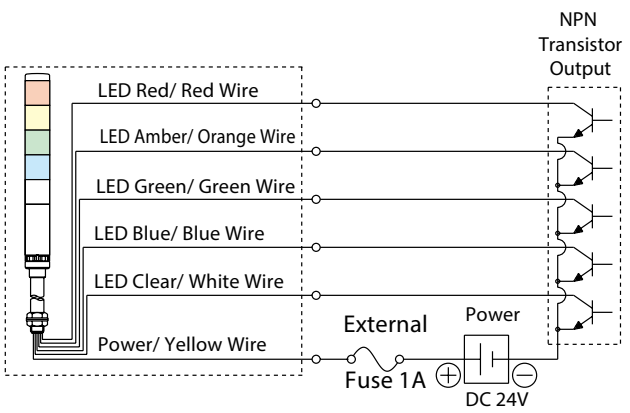 NPN
Transistor
Output
LED Red/ Red Wire
LED Amber/ Orange Wire
LED Green/ Green Wire
LED Blue/ Blue Wire
LED Clear/ White Wire
Power/ Yellow Wire
External
Fuse 1A
Power
+
−
DC 24V